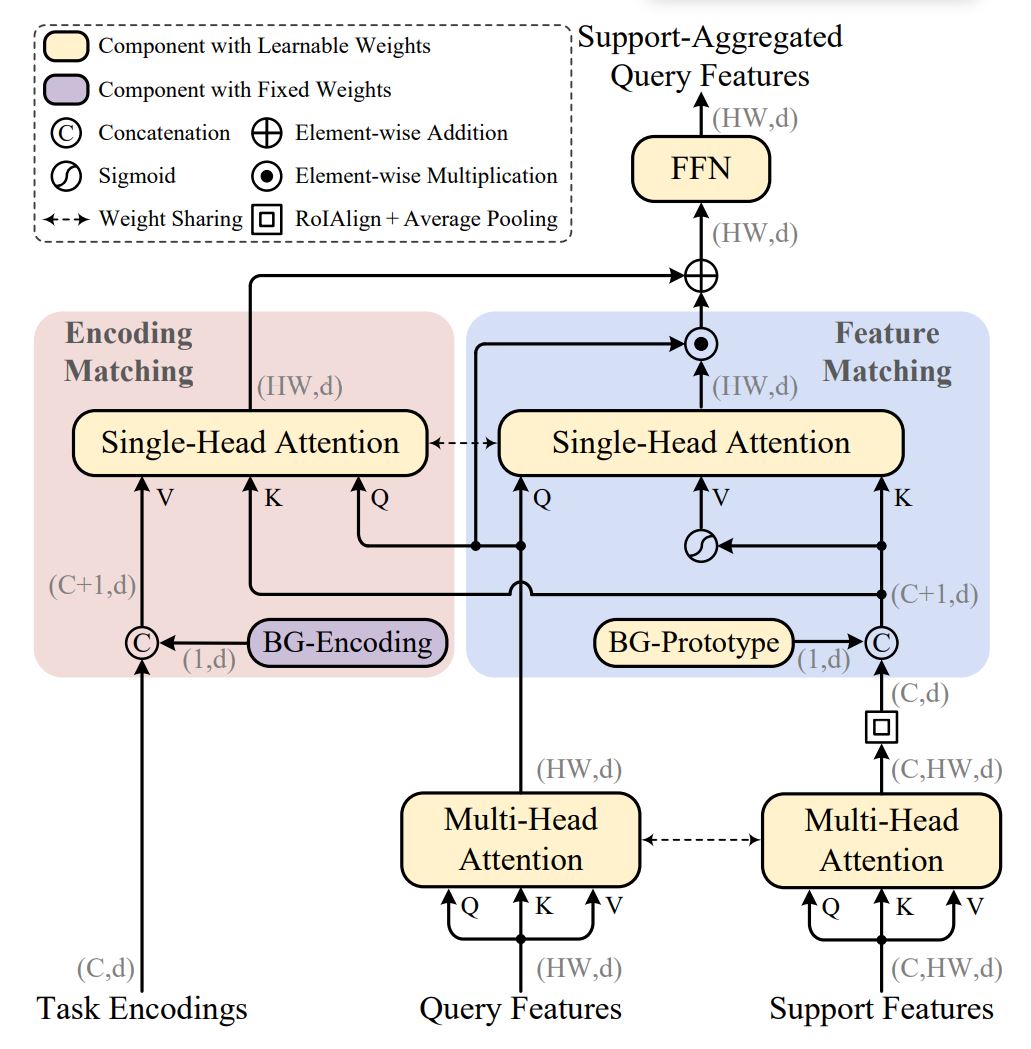 Component with Learnable Weights
Component with Fixed Weights
C Concatenation
Element-wise Addition
Sigmoid
Element-wise Multiplication
Weight Sharing
RoIAlign + Average Pooling
Support-Aggregated
Query Features
(HW,d)
FFN
(HW,d)
Encoding
Matching
Feature
Matching
(HW,d)
(HW,d)
Single-Head Attention
Single-Head Attention
V
K
Q
Q
V
K
(C+1,d)
(C+1,d)
C
BG-Encoding
(1,d)
BG-Prototype
(1,d)
C
(C,d)
(HW,d)
(C,HW,d)
Multi-Head
Attention
Multi-Head
Attention
Q
K
V
Q
K
V
(C,d)
(HW,d)
(C,HW,d)
Task Encodings
Query Features
Support Features